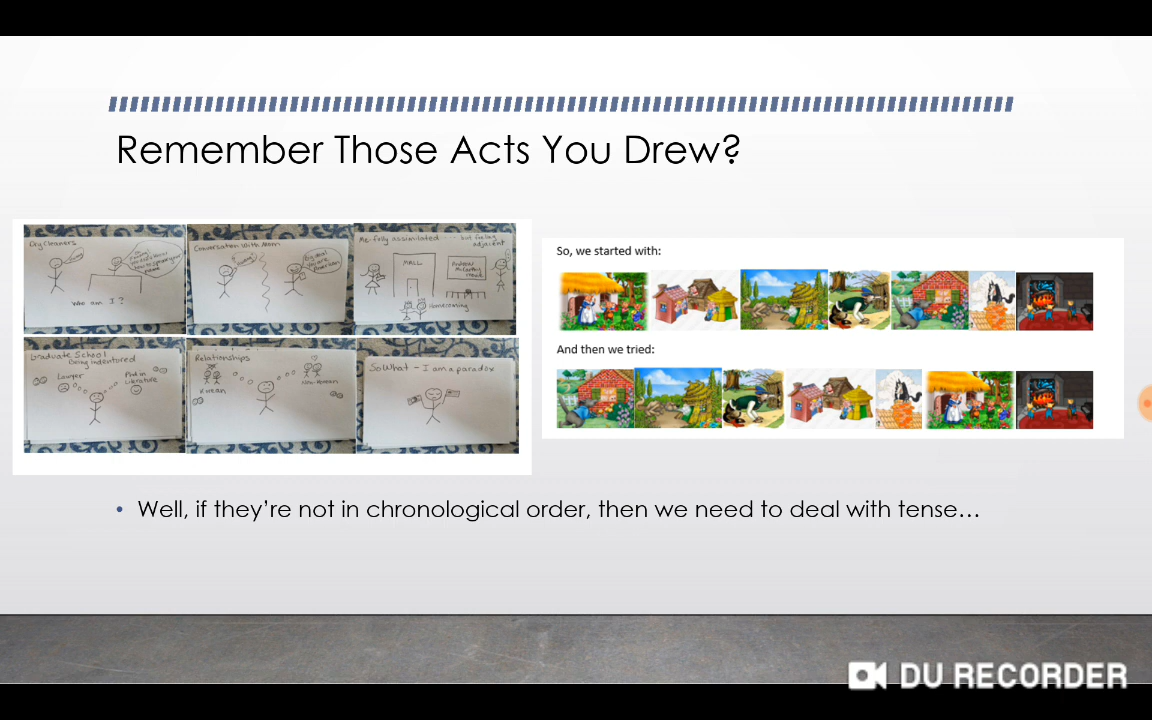 Remember Those Acts You Drew?
Dry Cleaners
Who am I?
Conversation with Mom
Me fully assimilated ..... but feeling
adjacent
MALL
Homecoming
Graduate School
Being indentured
Lawyer
PhD in
Literature
Relationships
Korean
Non-Korean
So What - I am a paradox
So, we started with:
And then we tried:
• Well, if they're not in chronological order, then we need to deal with tense...
DU RECORDER